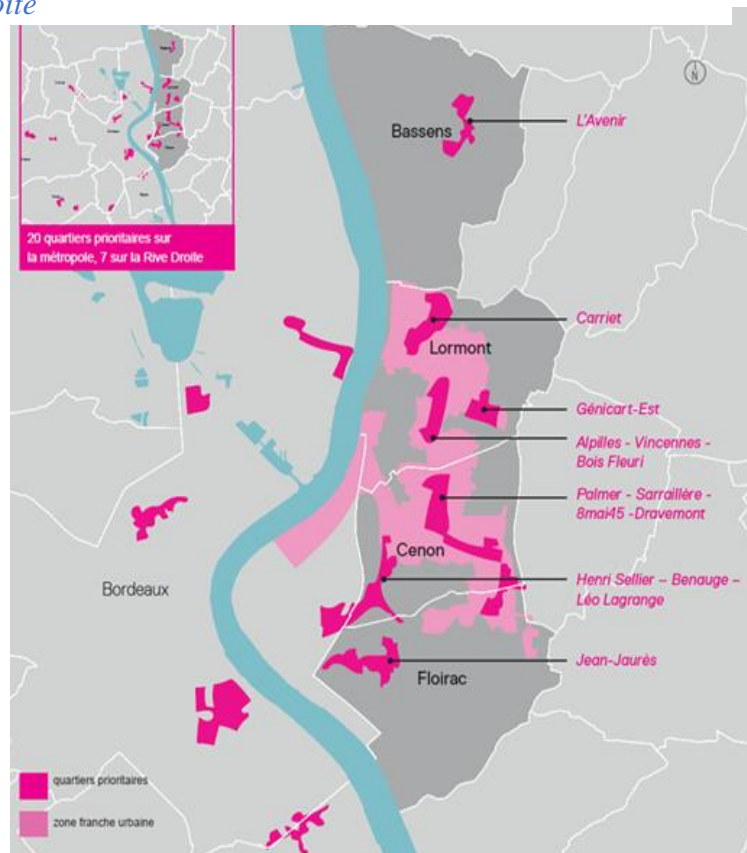 oite
20 quartiers prioritaires sur
la métropole, 7 sur la Rive Droite
N
Bassens
L'Avenir
Carriet
Lormont
Génicart-Est
Alpilles - Vincennes -
Bois Fleuri
Palmer - Sarraillère -
8mai45 -Dravemont
Cenon
Henri Sellier – Benauge –
Léo Lagrange
Bordeaux
Jean-Jaurès
Floirac
quartiers prioritaires
zone franche urbaine